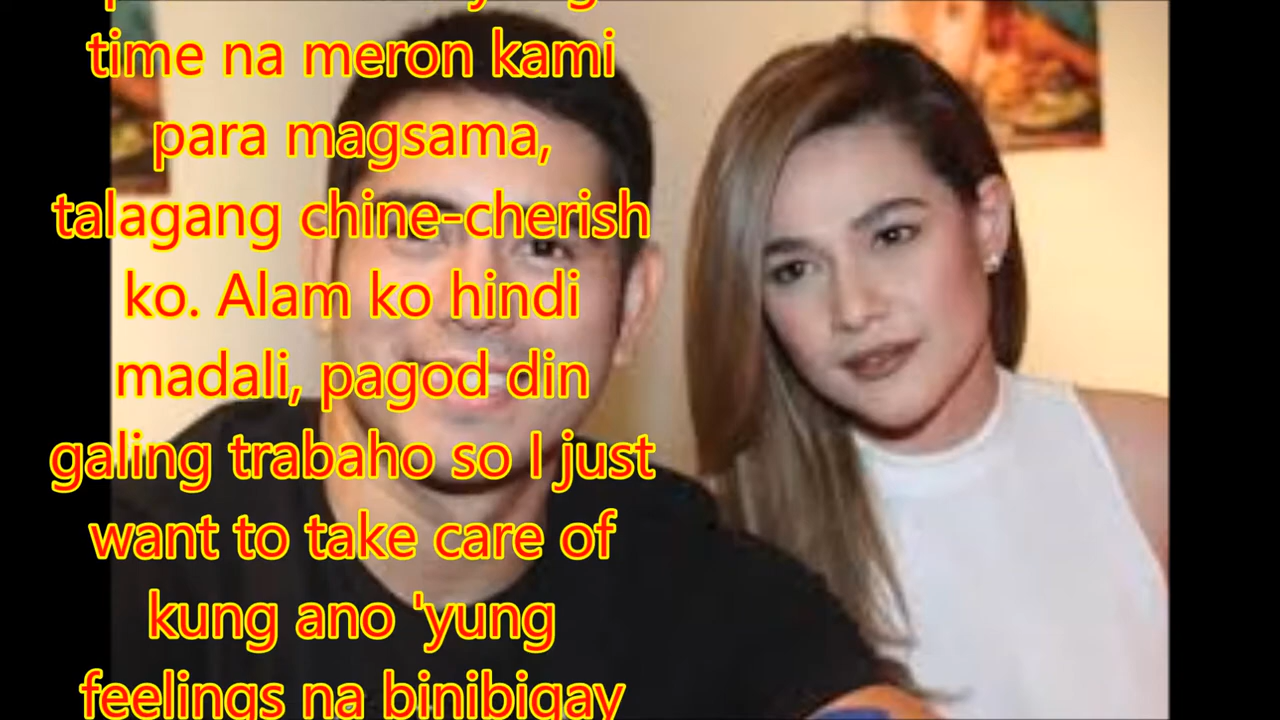 time na meron kami
para magsama,
talagang chine-cherish
ko. Alam ko hindi
madali, pagod din
galing trabaho so I just
want to take care of
kung ano 'yung
feelings na binibigay